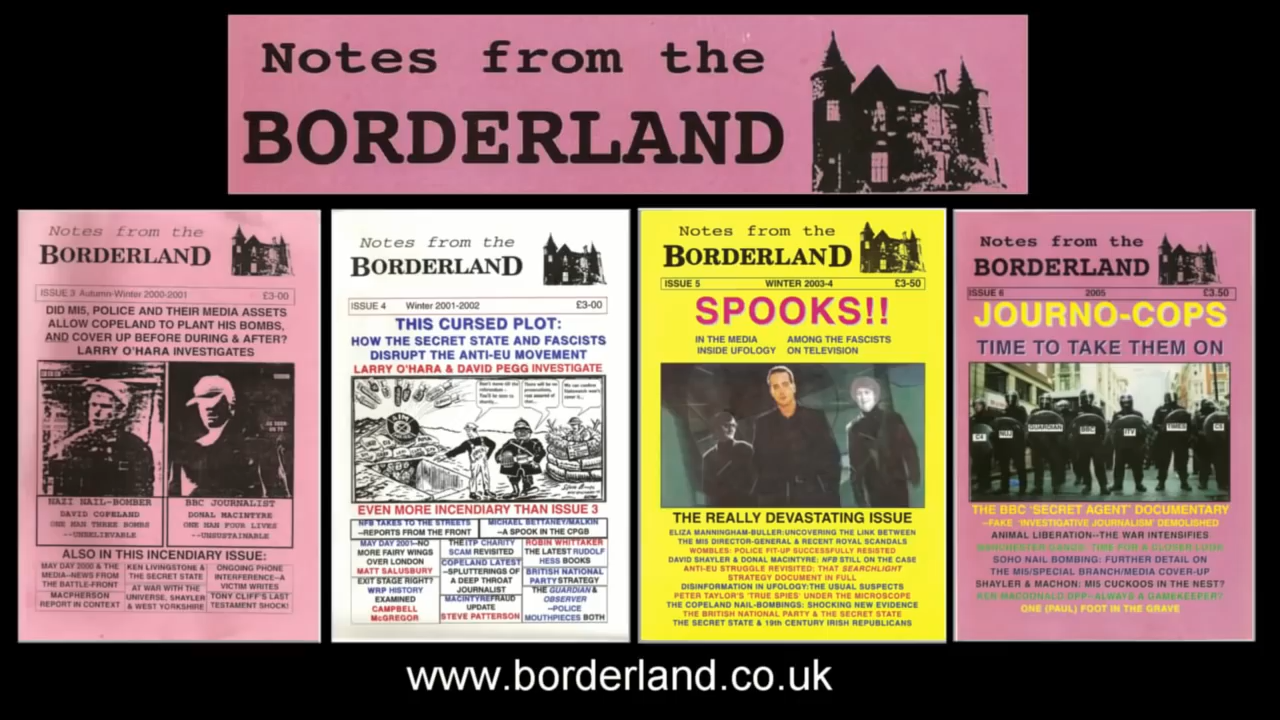 Notes from the
BORDERLAND
Notes from the
BORDERLAND
ISSUE 3 Autumn-Winter 2000-2001 £3-00
DID MI5, POLICE AND THEIR MEDIA ASSETS
ALLOW COPELAND TO PLANT HIS BOMBS,
AND COVER UP BEFORE DURING & AFTER?
LARRY O'HARA INVESTIGATES
NAZI NAIL-BOMBER
DAVID COPELAND
ONE MAN THREE BOMBS
--UNBELIEVABLE
BBC JOURNALIST
DONAL MACINTYRE
ONE MAN FOUR LIVES
--UNSUSTAINABLE
ALSO IN THIS INCENDIARY ISSUE:
MAY DAY 2000 & THE
MEDIA--NEWS FROM
THE BATTLE-FRONT
MACPHERSON
REPORT IN CONTEXT
KEN LIVINGSTONE &
THE SECRET STATE
AT WAR WITH THE
UNIVERSE, SHAYLER
& WEST YORKSHIRE
ONGOING PHONE
INTERFERENCE--A
VICTIM WRITES
TONY CLIFF'S LAST
TESTAMENT SHOCK!
Notes from the
BORDERLAND
ISSUE 4 Winter 2001-2002 £3-00
THIS CURSED PLOT:
HOW THE SECRET STATE AND FASCISTS
DISRUPT THE ANTI-EU MOVEMENT
LARRY O'HARA & DAVID PEGG INVESTIGATE
EVEN MORE INCENDIARY THAN ISSUE 3
NFB TAKES TO THE STREETS
--REPORTS FROM THE FRONT
MICHAEL BETTANEY/MALKIN
--A SPOOK IN THE CPGB
MAY DAY 2001--NO
MORE FAIRY WINGS
OVER LONDON
MATT SALUSBURY
EXIT STAGE RIGHT?
WRP HISTORY
EXAMINED
CAMPBELL
McGREGOR
THE ITP CHARITY
SCAM REVISITED
COPELAND LATEST
--SPLUTTERINGS OF
A DEEP THROAT
JOURNALIST
MACINTYREFRAUD
UPDATE
STEVE PATTERSON
ROBIN WHITTAKER
THE LATEST RUDOLF
HESS BOOKS
BRITISH NATIONAL
PARTY STRATEGY
THE GUARDIAN &
OBSERVER
--POLICE
MOUTHPIECES BOTH
Notes from the
BORDERLAND
ISSUE 5 WINTER 2003-4 £3-50
SPOOKS!!
IN THE MEDIA AMONG THE FASCISTS
INSIDE UFOLOGY ON TELEVISION
THE REALLY DEVASTATING ISSUE
ELIZA MANNINGHAM-BULLER:UNCOVERING THE LINK BETWEEN
THE MI5 DIRECTOR-GENERAL & RECENT ROYAL SCANDALS
WOMBLES: POLICE FIT-UP SUCCESSFULLY RESISTED
DAVID SHAYLER & DONAL MACINTYRE: NFB STILL ON THE CASE
ANTI-EU STRUGGLE REVISITED: THAT SEARCHLIGHT
STRATEGY DOCUMENT IN FULL
DISINFORMATION IN UFOLOGY:THE USUAL SUSPECTS
PETER TAYLOR'S 'TRUE SPIES' UNDER THE MICROSCOPE
THE COPELAND NAIL-BOMBINGS: SHOCKING NEW EVIDENCE
THE BRITISH NATIONAL PARTY & THE SECRET STATE
THE SECRET STATE & 19th CENTURY IRISH REPUBLICANS
Notes from the
BORDERLAND
ISSUE 6 2005 £3.50
JOURNO-COPS
TIME TO TAKE THEM ON
C4 NUJ GUARDIAN BBC ITV TIMES C5
THE BBC 'SECRET AGENT' DOCUMENTARY
--FAKE 'INVESTIGATIVE JOURNALISM' DEMOLISHED
ANIMAL LIBERATION--THE WAR INTENSIFIES
MANCHESTER GANGS: TIME FOR A CLOSER LOOK
SOHO NAIL BOMBING: FURTHER DETAIL ON
THE MI5/SPECIAL BRANCH/MEDIA COVER-UP
SHAYLER & MACHON: MI5 CUCKOOS IN THE NEST?
KEN MACDONALD DPP--ALWAYS A GAMEKEEPER?
ONE (PAUL) FOOT IN THE GRAVE
www.borderland.co.uk